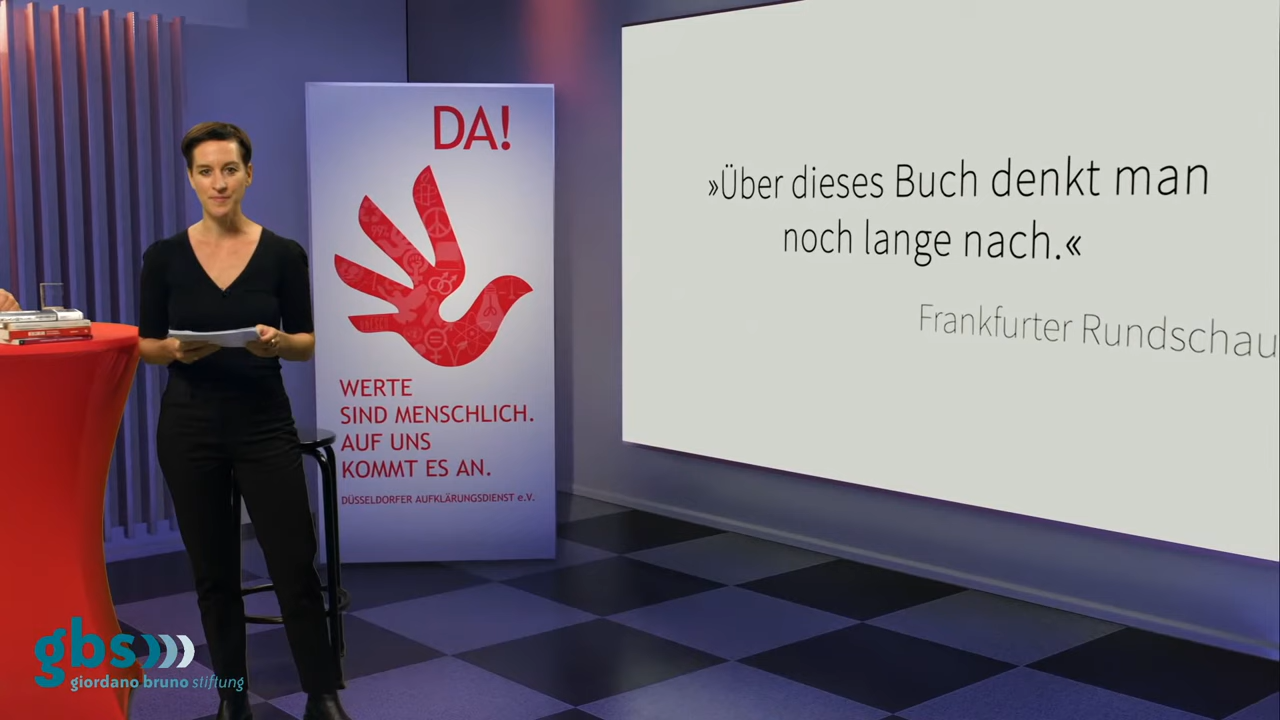 DA!
99%
WERTE
SIND MENSCHLICH.
AUF UNS
KOMMT ES AN.
DÜSSELDORFER AUFKLÄRUNGSDIENST e.V.
»Über dieses Buch denkt man
noch lange nach.«
Frankfurter Rundschau
gbs
giordano bruno stiftung